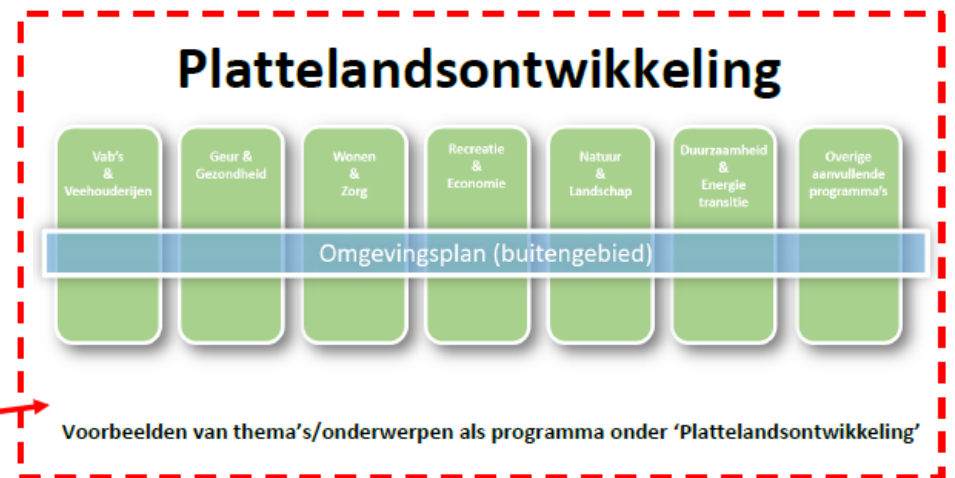 Plattelandsontwikkeling
Vab's
&
Veehouderijen
Geur &
Gezondheid
Wonen
&
Zorg
Recreatie
&
Economie
Natuur
&
Landschap
Duurzaamheid
&
Energie
transitie
Overige
aanvullende
programma's
Omgevingsplan (buitengebied)
Voorbeelden van thema's/onderwerpen als programma onder 'Plattelandsontwikkeling'